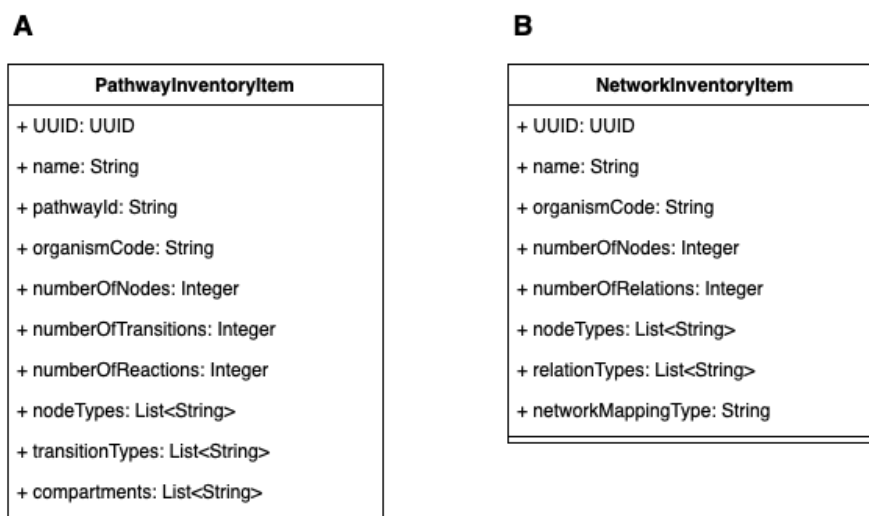 A
PathwayInventoryItem
+ UUID: UUID
+ name: String
+ pathwayId: String
+ organismCode: String
+ numberOfNodes: Integer
+ numberOfTransitions: Integer
+ numberOfReactions: Integer
+ nodeTypes: List<String>
+ transitionTypes: List<String>
+ compartments: List<String>
B
NetworkInventoryItem
+ UUID: UUID
+ name: String
+ organismCode: String
+ numberOfNodes: Integer
+ numberOfRelations: Integer
+ nodeTypes: List<String>
+ relationTypes: List<String>
+ networkMappingType: String